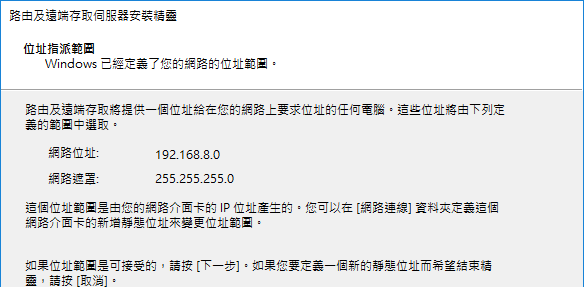 路由及遠端存取伺服器安裝精靈
位址指派範圍
Windows 已經定義了您的網路的位址範圍。
路由及遠端存取將提供一個位址給在您的網路上要求位址的任何電腦。這些位址將由下列定
義的範圍中選取。
網路位址: 192.168.8.0
網路遮罩: 255.255.255.0
這個位址範圍是由您的網路介面卡的 IP 位址產生的。您可以在 [網路連線] 資料夾定義這個
網路介面卡的新增靜態位址來變更位址範圍。
如果位址範圍是可接受的，請按 [下一步]。如果您要定義一個新的靜態位址而希望結束精
靈，請按 [取消]。